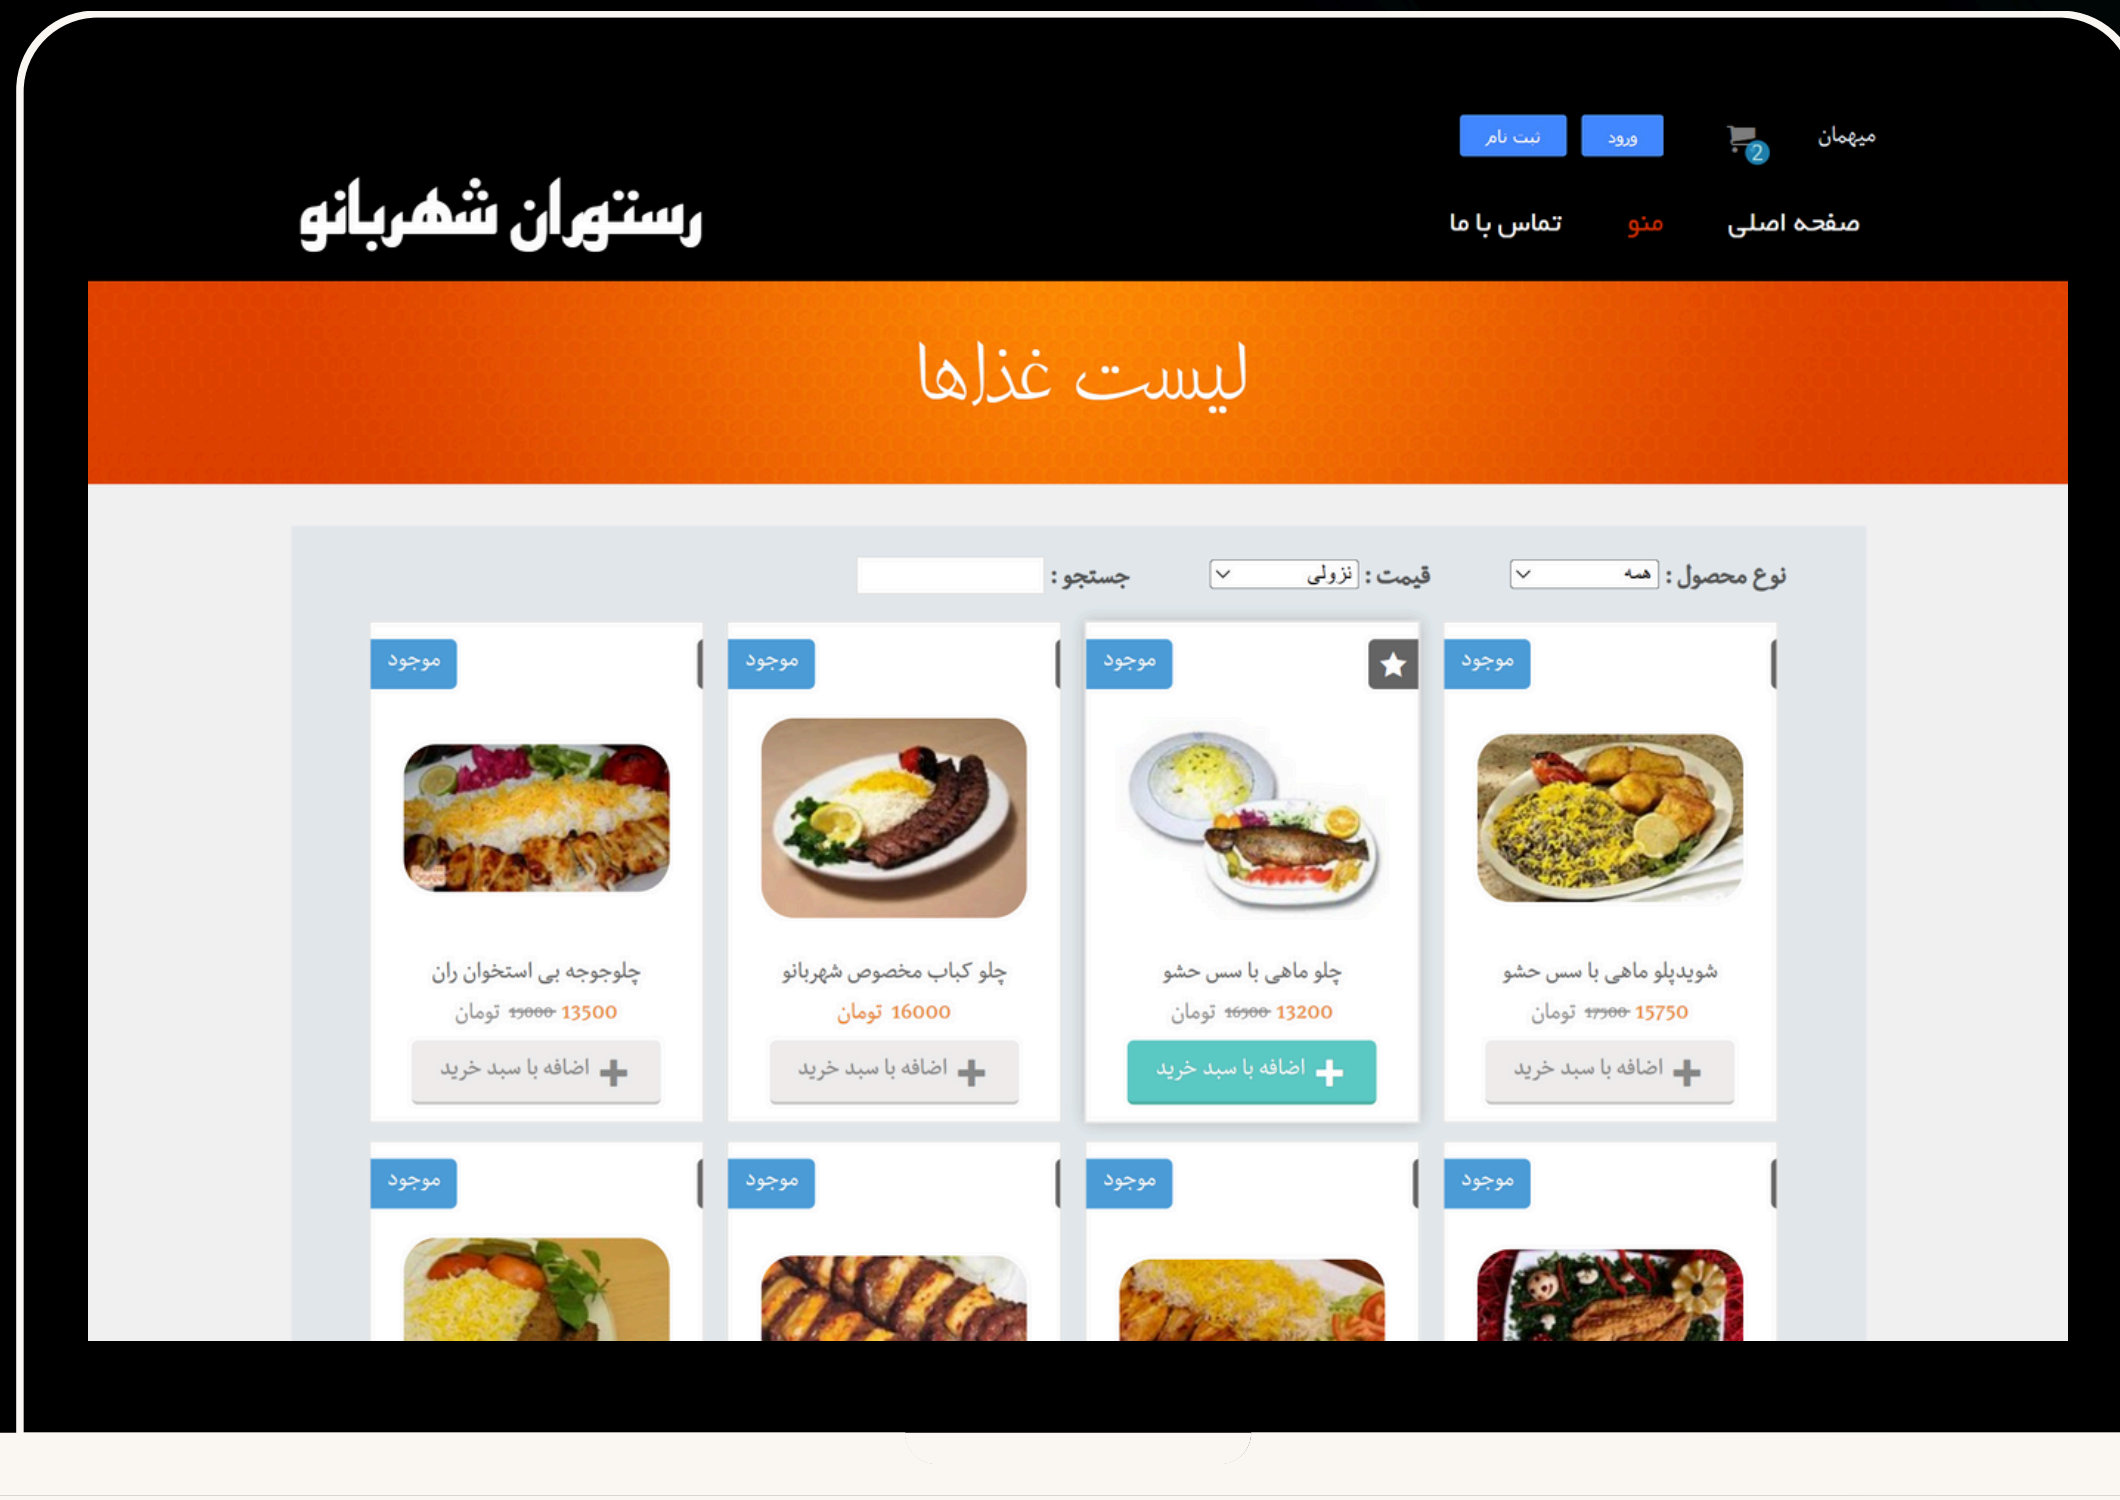 میهمان
2
ورود
ثبت نام
رستوران شهربانو
صفحه اصلی
منو
تماس با ما
لیست غذاها
نوع محصول : همه
قیمت : نزولی
جستجو :
موجود
شویدپلو ماهی با سس حشو
15750 17500 تومان
اضافه با سبد خرید
موجود
چلو ماهی با سس حشو
13200 16500 تومان
اضافه با سبد خرید
موجود
چلو کباب مخصوص شهربانو
16000 تومان
اضافه با سبد خرید
موجود
چلوجوجه بی استخوان ران
13500 15000 تومان
اضافه با سبد خرید
موجود
موجود
موجود
موجود